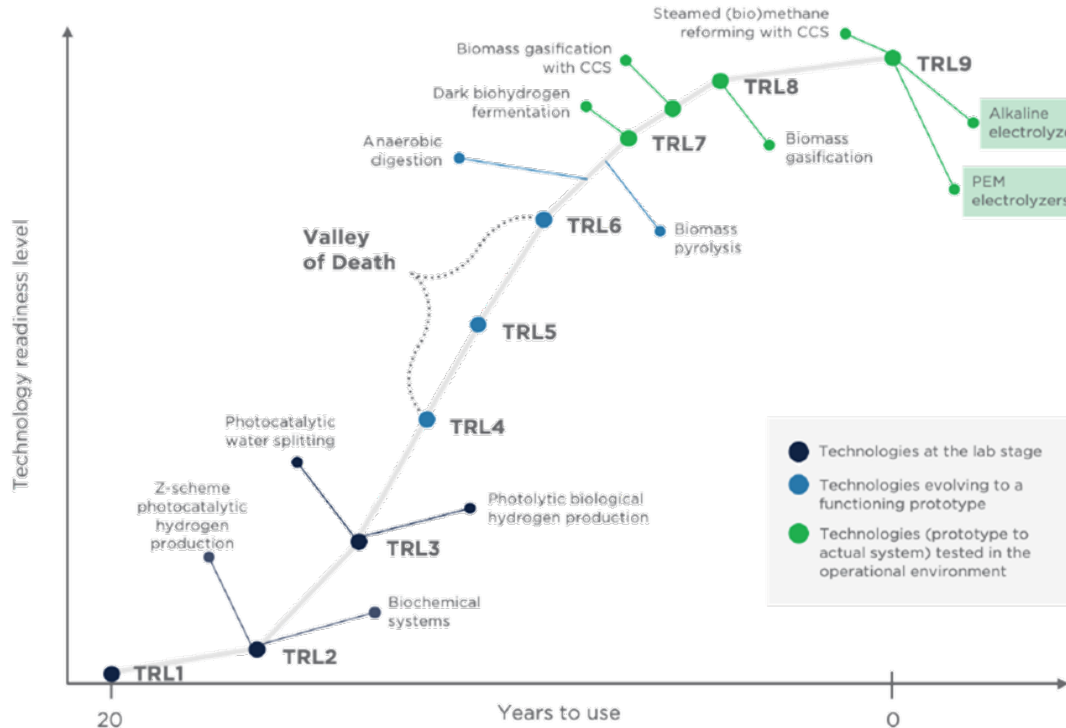 Steamed (bio)methane
reforming with CCS
Biomass gasification
with CCS
TRL9
TRL8
Dark biohydrogen
fermentation
Alkaline
electrolyze
Anaerobic
digestion
TRL7
Biomass
gasification
PEM
electrolyzers
Valley
of Death
TRL6
Biomass
pyrolysis
Technology readiness level
TRL5
Photocatalytic
water splitting
TRL4
Technologies at the lab stage
Technologies evolving to a
functioning prototype
Technologies (prototype to
actual system) tested in the
operational environment
Z-scheme
photocatalytic
hydrogen
production
Photolytic biological
hydrogen production
TRL3
Biochemical
systems
TRL2
TRL1
20
Years to use
0